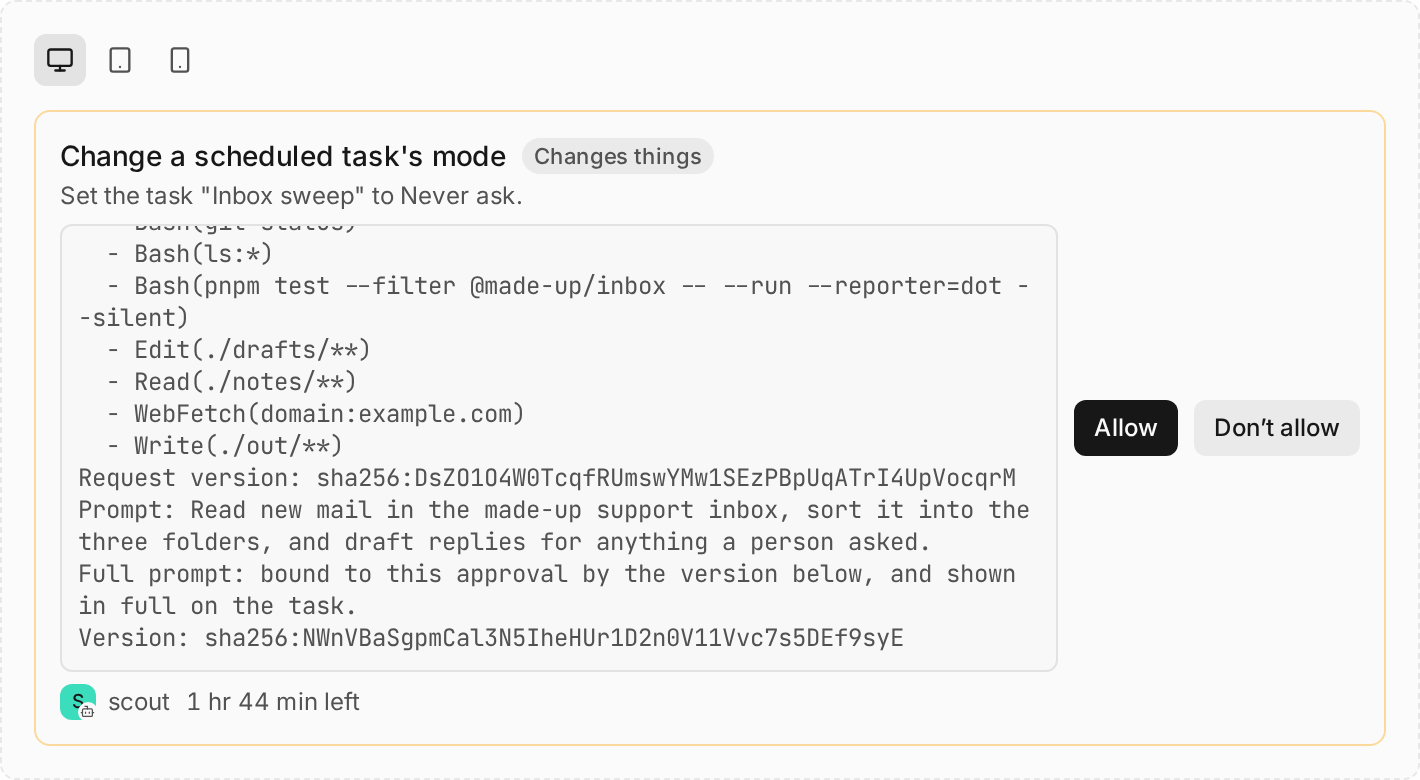 Change a scheduled task's mode
Changes things
Set the task "Inbox sweep" to Never ask.
- Bash(git status)
- Bash(ls:*)
- Bash(pnpm test --filter @made-up/inbox -- --run --reporter=dot -
-silent)
- Edit(./drafts/**)
- Read(./notes/**)
- WebFetch(domain:example.com)
- Write(./out/**)
Request version: sha256:DsZO1O4W0TcqfRUmswYMw1SEzPBpUqATrI4UpVocqrM
Prompt: Read new mail in the made-up support inbox, sort it into the
three folders, and draft replies for anything a person asked.
Full prompt: bound to this approval by the version below, and shown
in full on the task.
Version: sha256:NWnVBaSgpmCal3N5IheHUr1D2n0V11Vvc7s5DEf9syE
Allow
Don’t allow
S
scout 1 hr 44 min left